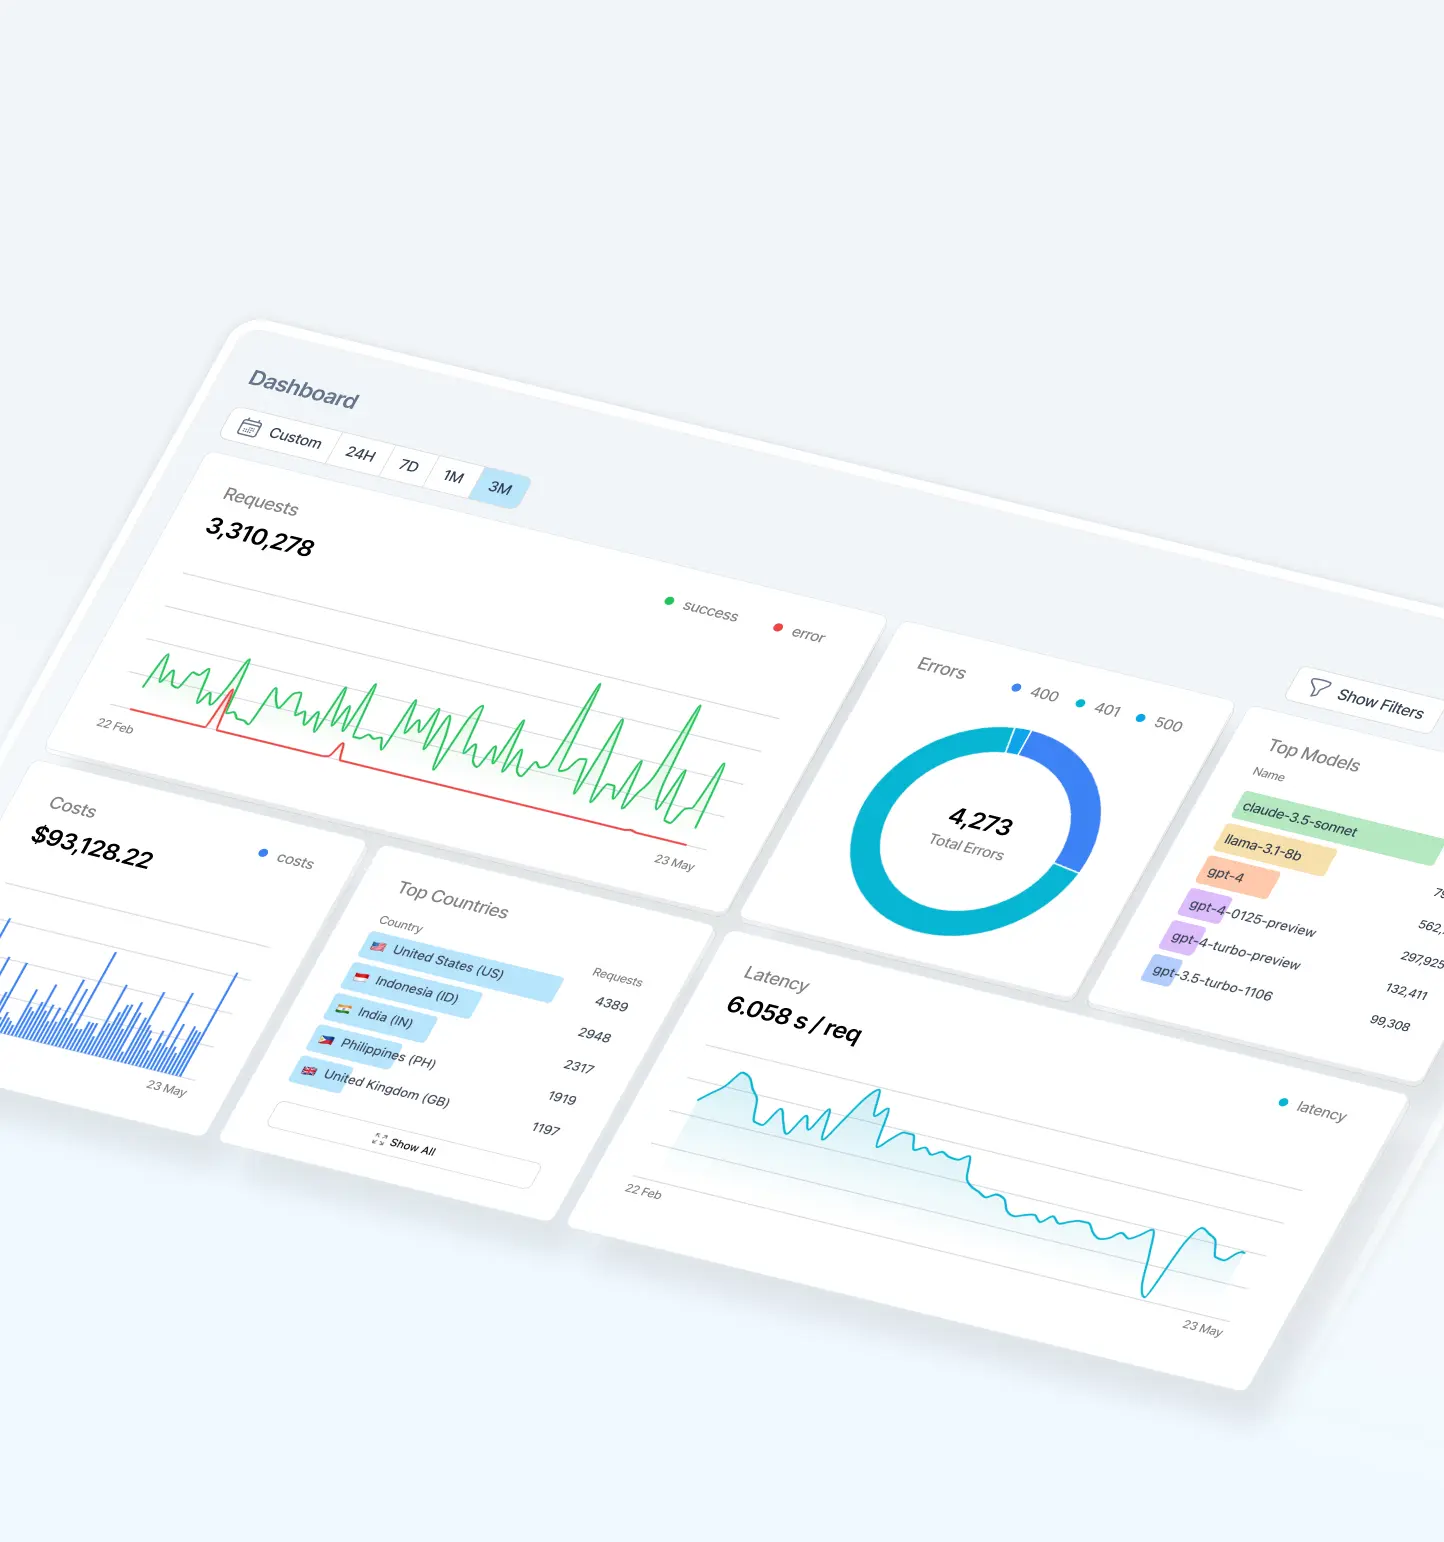 Dashboard
Custom 24H 7D 1M 3M
Show Filters
Requests
3,310,278
success error
22 Feb 23 May
Errors
400 401 500
4,273
Total Errors
Top Models
Name
claude-3.5-sonnet
llama-3.1-8b
gpt-4
gpt-4-0125-preview
gpt-4-turbo-preview
gpt-3.5-turbo-1106
562,
297,925
132,411
99,308
Costs
$93,128.22
costs
23 May
Top Countries
Country Requests
United States (US) 4389
Indonesia (ID) 2948
India (IN) 2317
Philippines (PH) 1919
United Kingdom (GB) 1197
Show All
Latency
6.058 s / req
latency
22 Feb 23 May